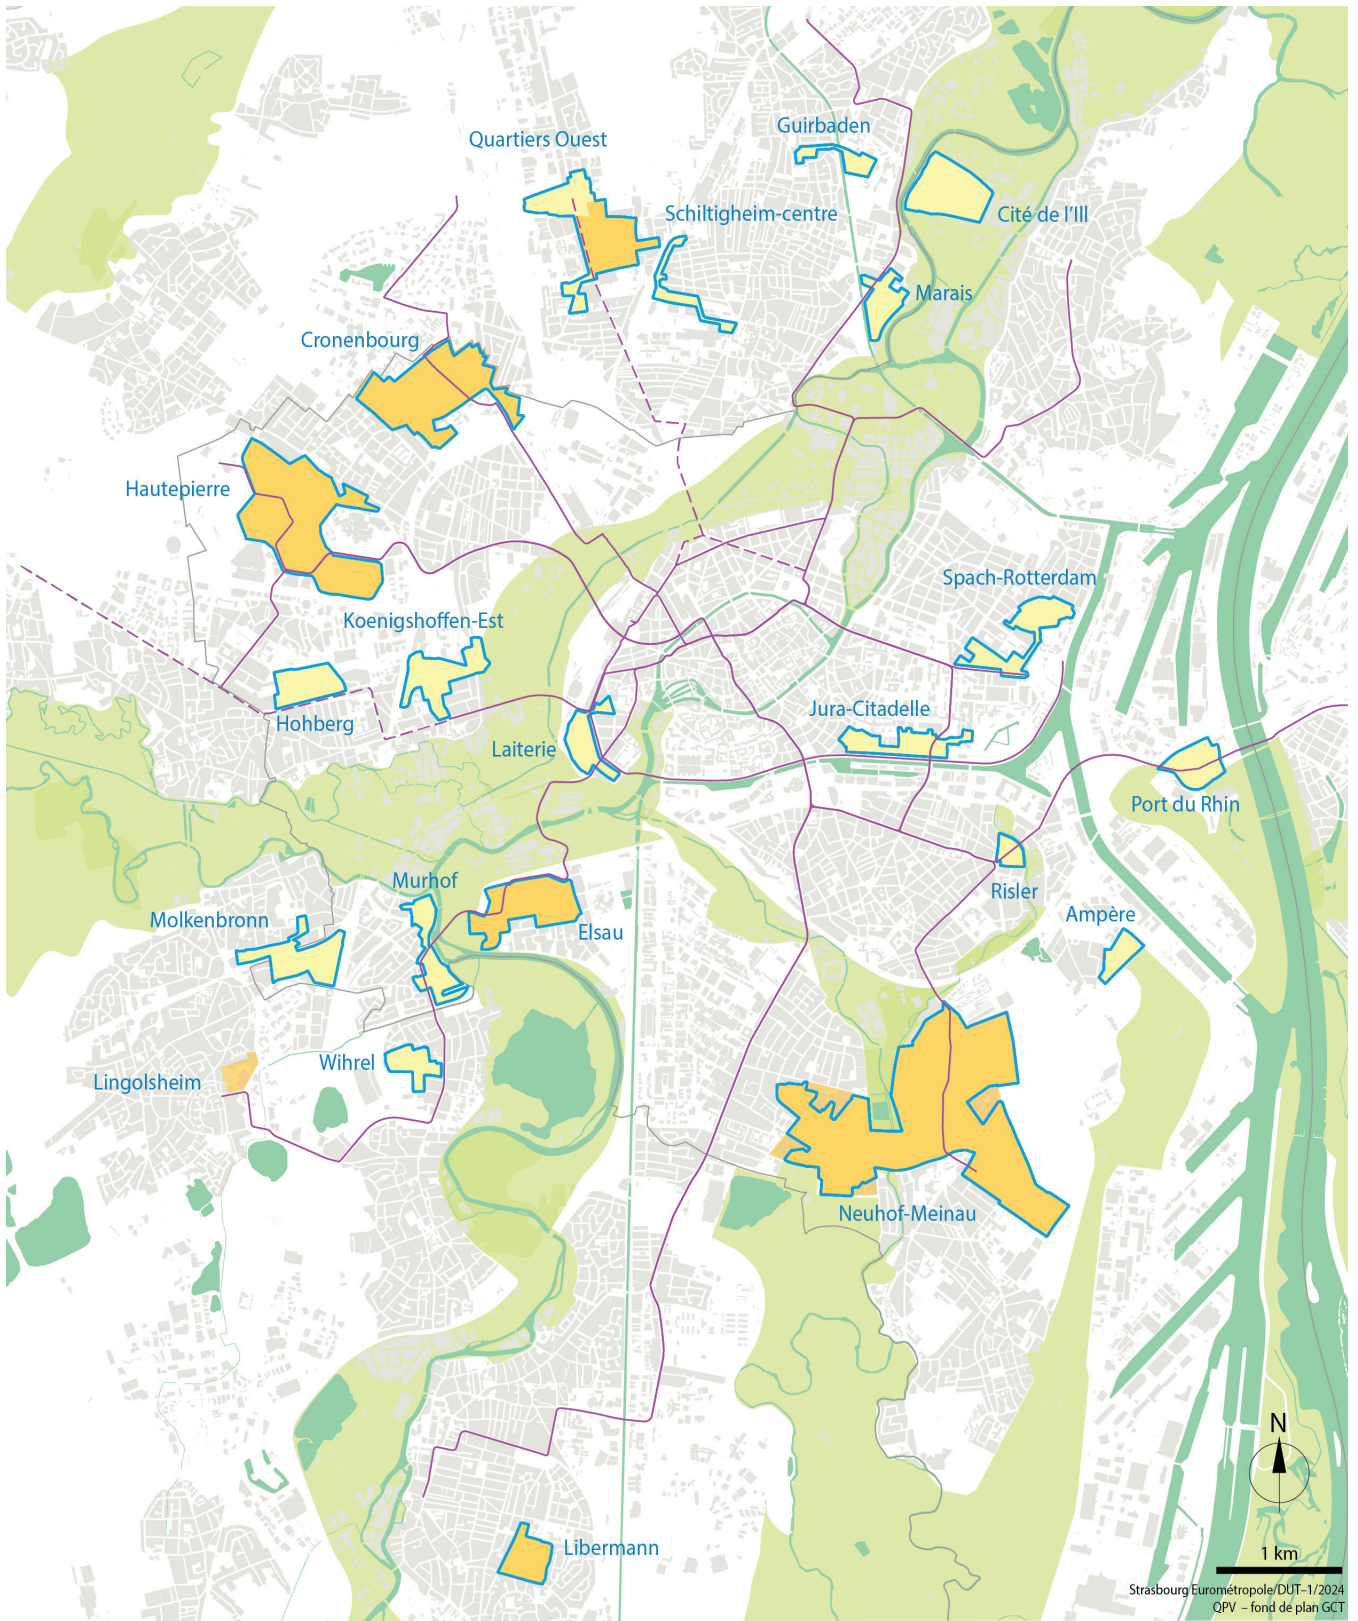 Guirbaden
Quartiers Ouest
Schiltigheim-centre
Cité de l'Ill
Marais
Cronenbourg
Hautepierre
Spach-Rotterdam
Koenigshoffen-Est
Jura-Citadelle
Hohberg
Laiterie
Port du Rhin
Murhof
Risler
Molkenbronn
Ampère
Elsau
Wihrel
Lingolsheim
Neuhof-Meinau
N
Libermann
1 km
Strasbourg Eurométropole/DUT-1/2024
QPV - fond de plan GCT